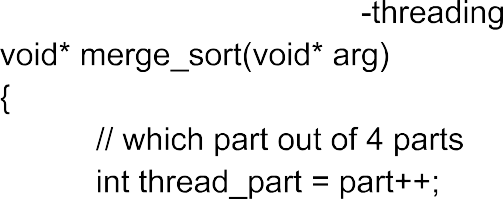 -threading
void* merge_sort(void* arg)
{
// which part out of 4 parts
int thread_part = part++;